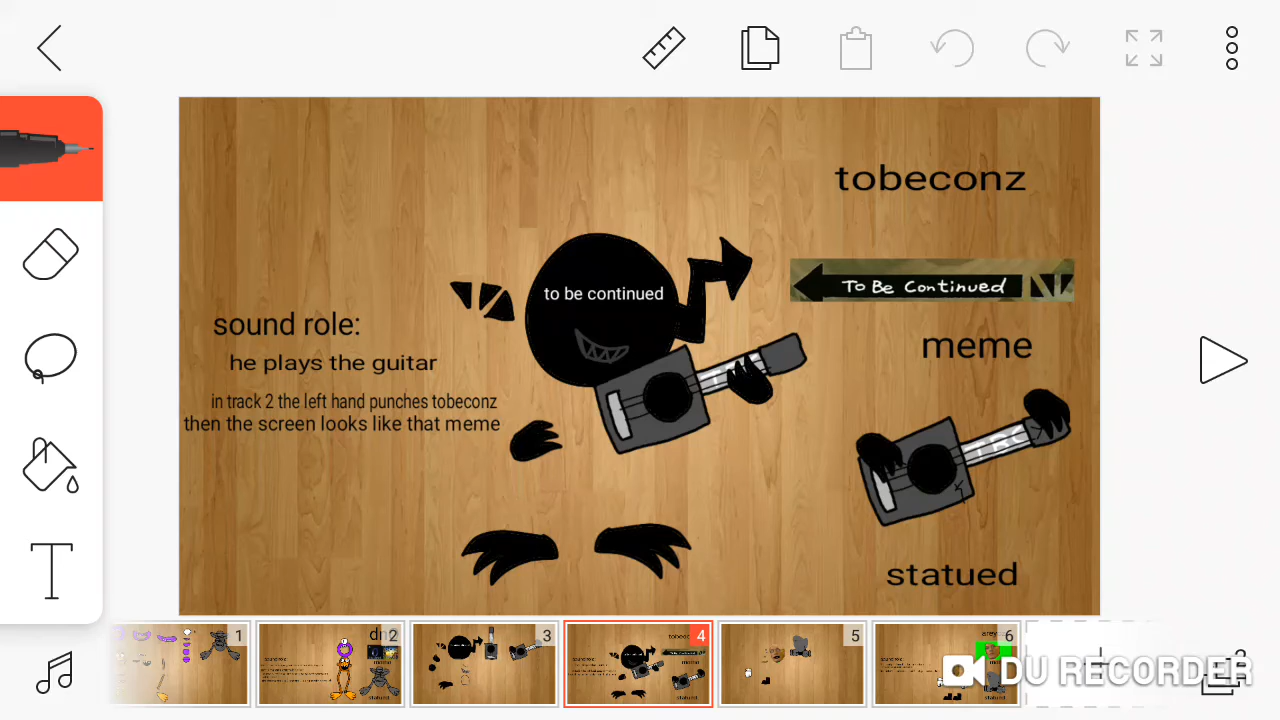 tobeconz
to be continued
To Be Continued
sound role:
he plays the guitar
meme
in track 2 the left hand punches tobeconz
then the screen looks like that meme
statued
1
2
3
4
5
6
DU RECORDER